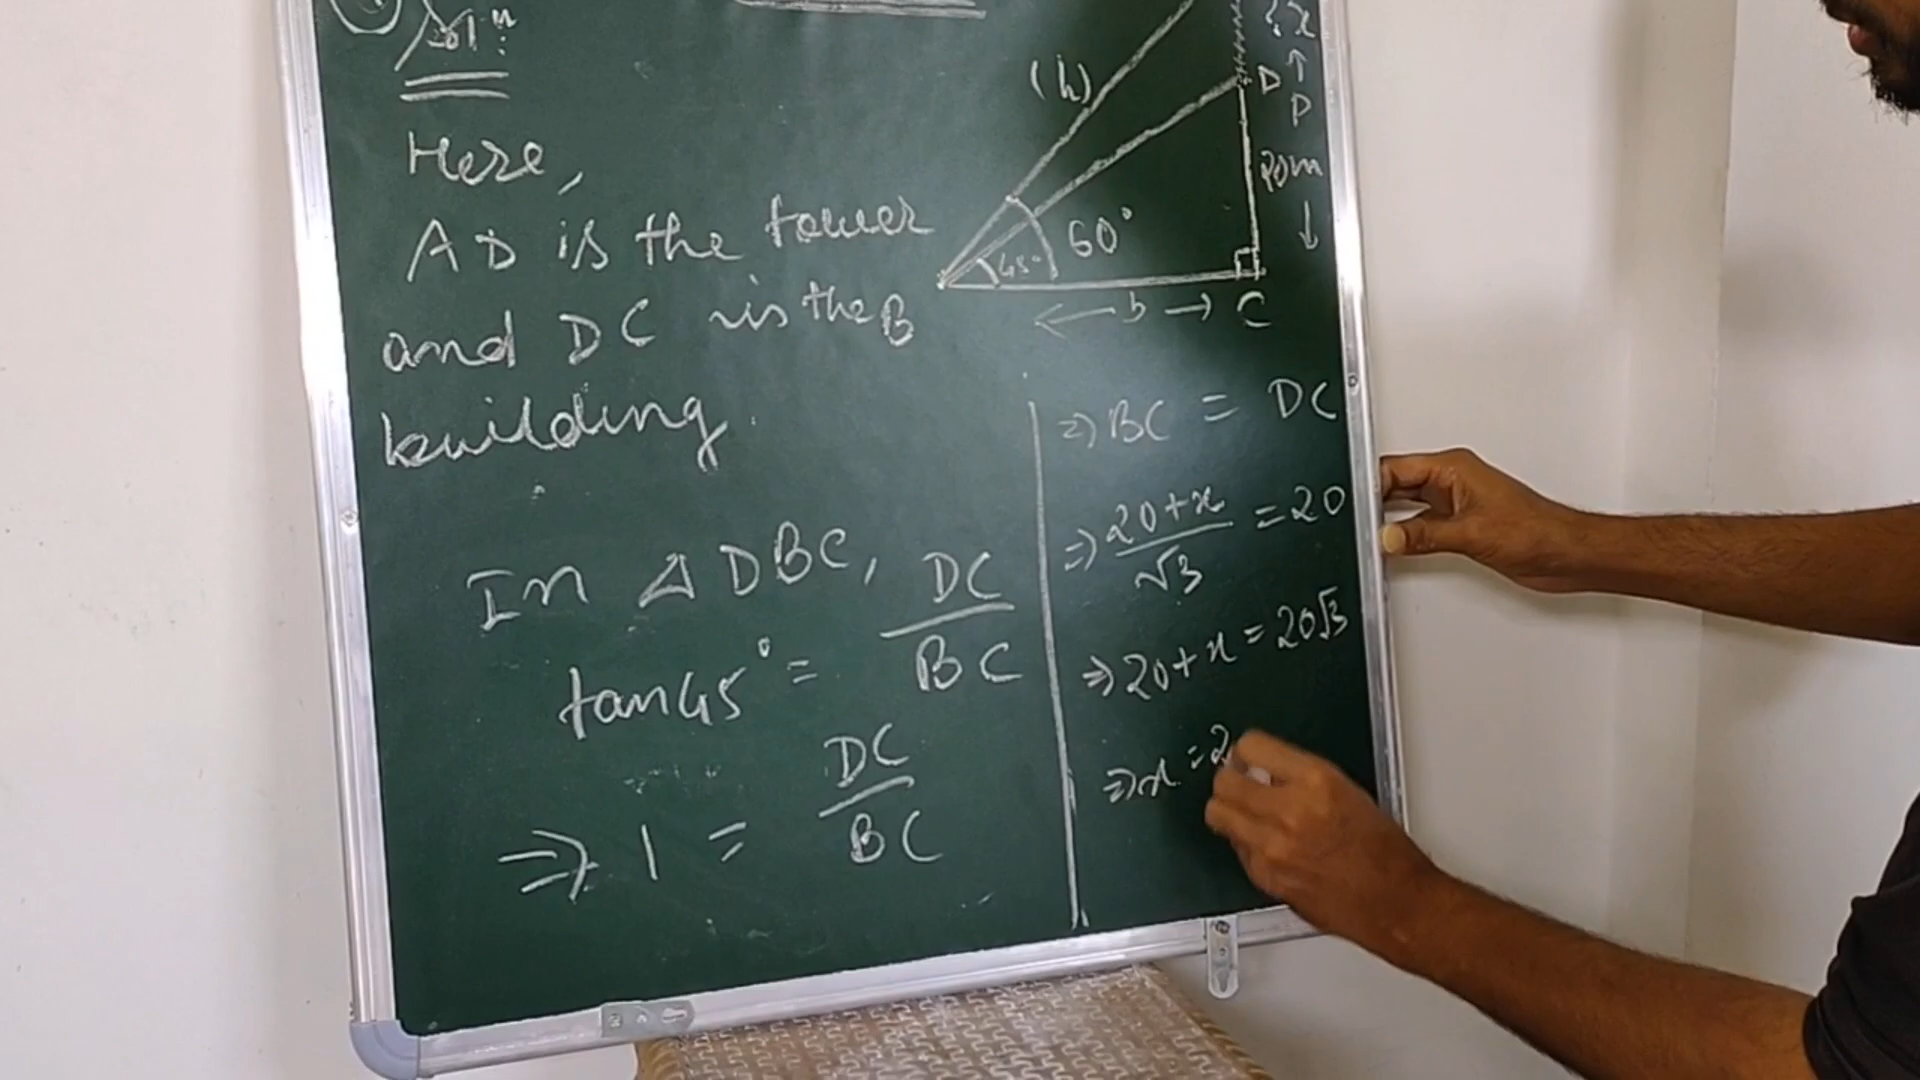 Solⁿ:
Here,
AD is the tower
and DC is the
building.
In △DBC,
tan45° = DC/BC
⇒ 1 = DC/BC
(h)
x
D
P
20m
60°
45°
B
b
C
⇒ BC = DC
⇒ 20+x/√3 = 20
⇒ 20+x = 20√3
⇒ x = 2